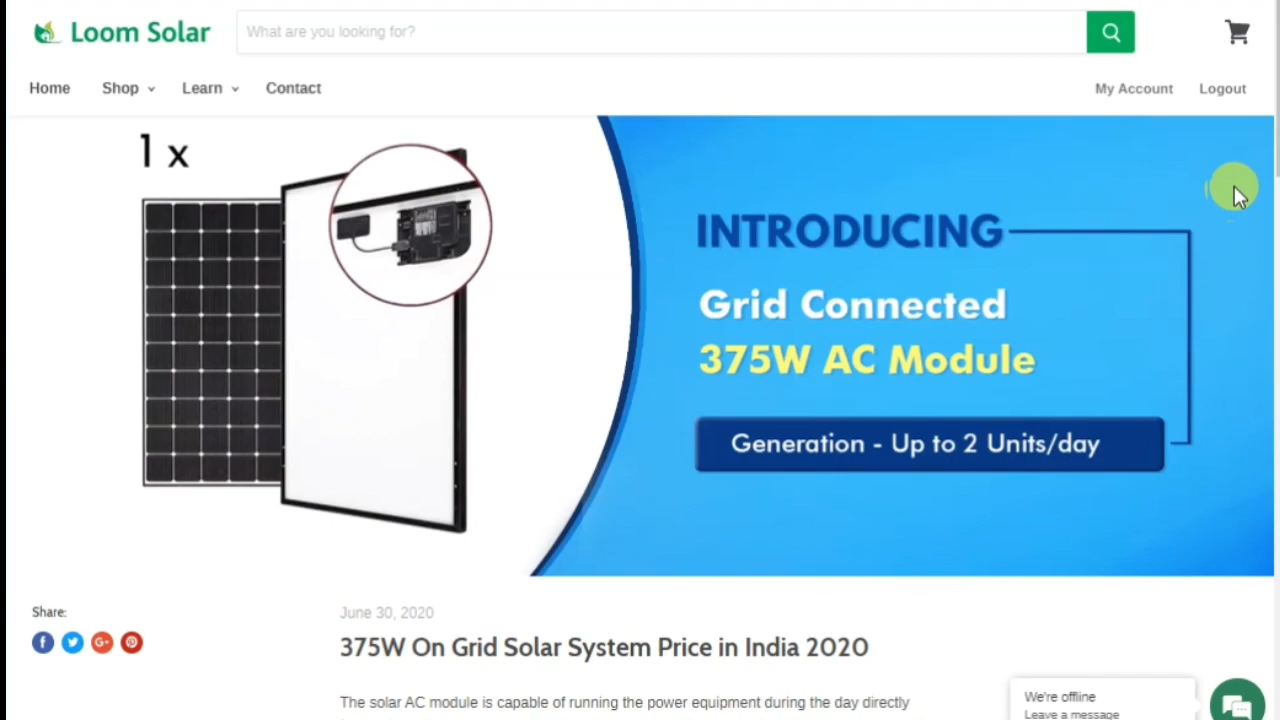 Loom Solar
What are you looking for?
Home
Shop
Learn
Contact
My Account
Logout
1 x
INTRODUCING
Grid Connected
375W AC Module
Generation - Up to 2 Units/day
Share:
June 30, 2020
375W On Grid Solar System Price in India 2020
The solar AC module is capable of running the power equipment during the day directly
We're offline
Leave a message